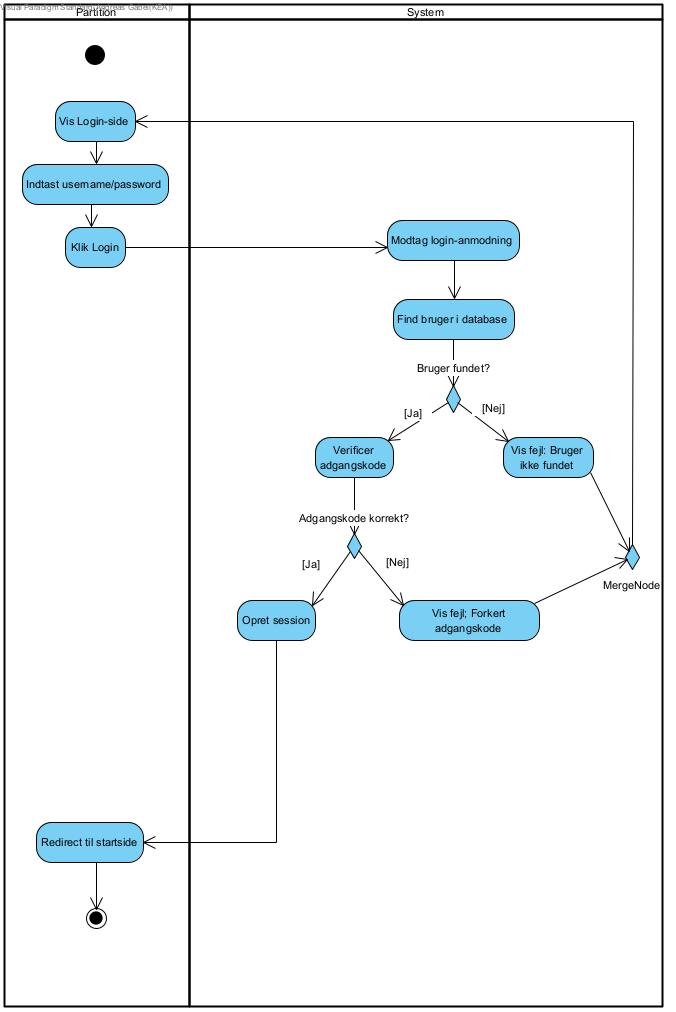 Visual Paradigm Standard(Andreas Gabel(KEA))
Partition
System
Vis Login-side
Indtast username/password
Klik Login
Modtag login-anmodning
Find bruger i database
Bruger fundet?
[Ja]
[Nej]
Verificer
adgangskode
Vis fejl: Bruger
ikke fundet
Adgangskode korrekt?
[Ja]
[Nej]
MergeNode
Opret session
Vis fejl; Forkert
adgangskode
Redirect til startside